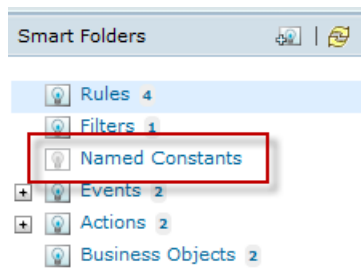 Smart Folders
Rules 4
Filters 1
Named Constants
Events 2
Actions 2
Business Objects 2